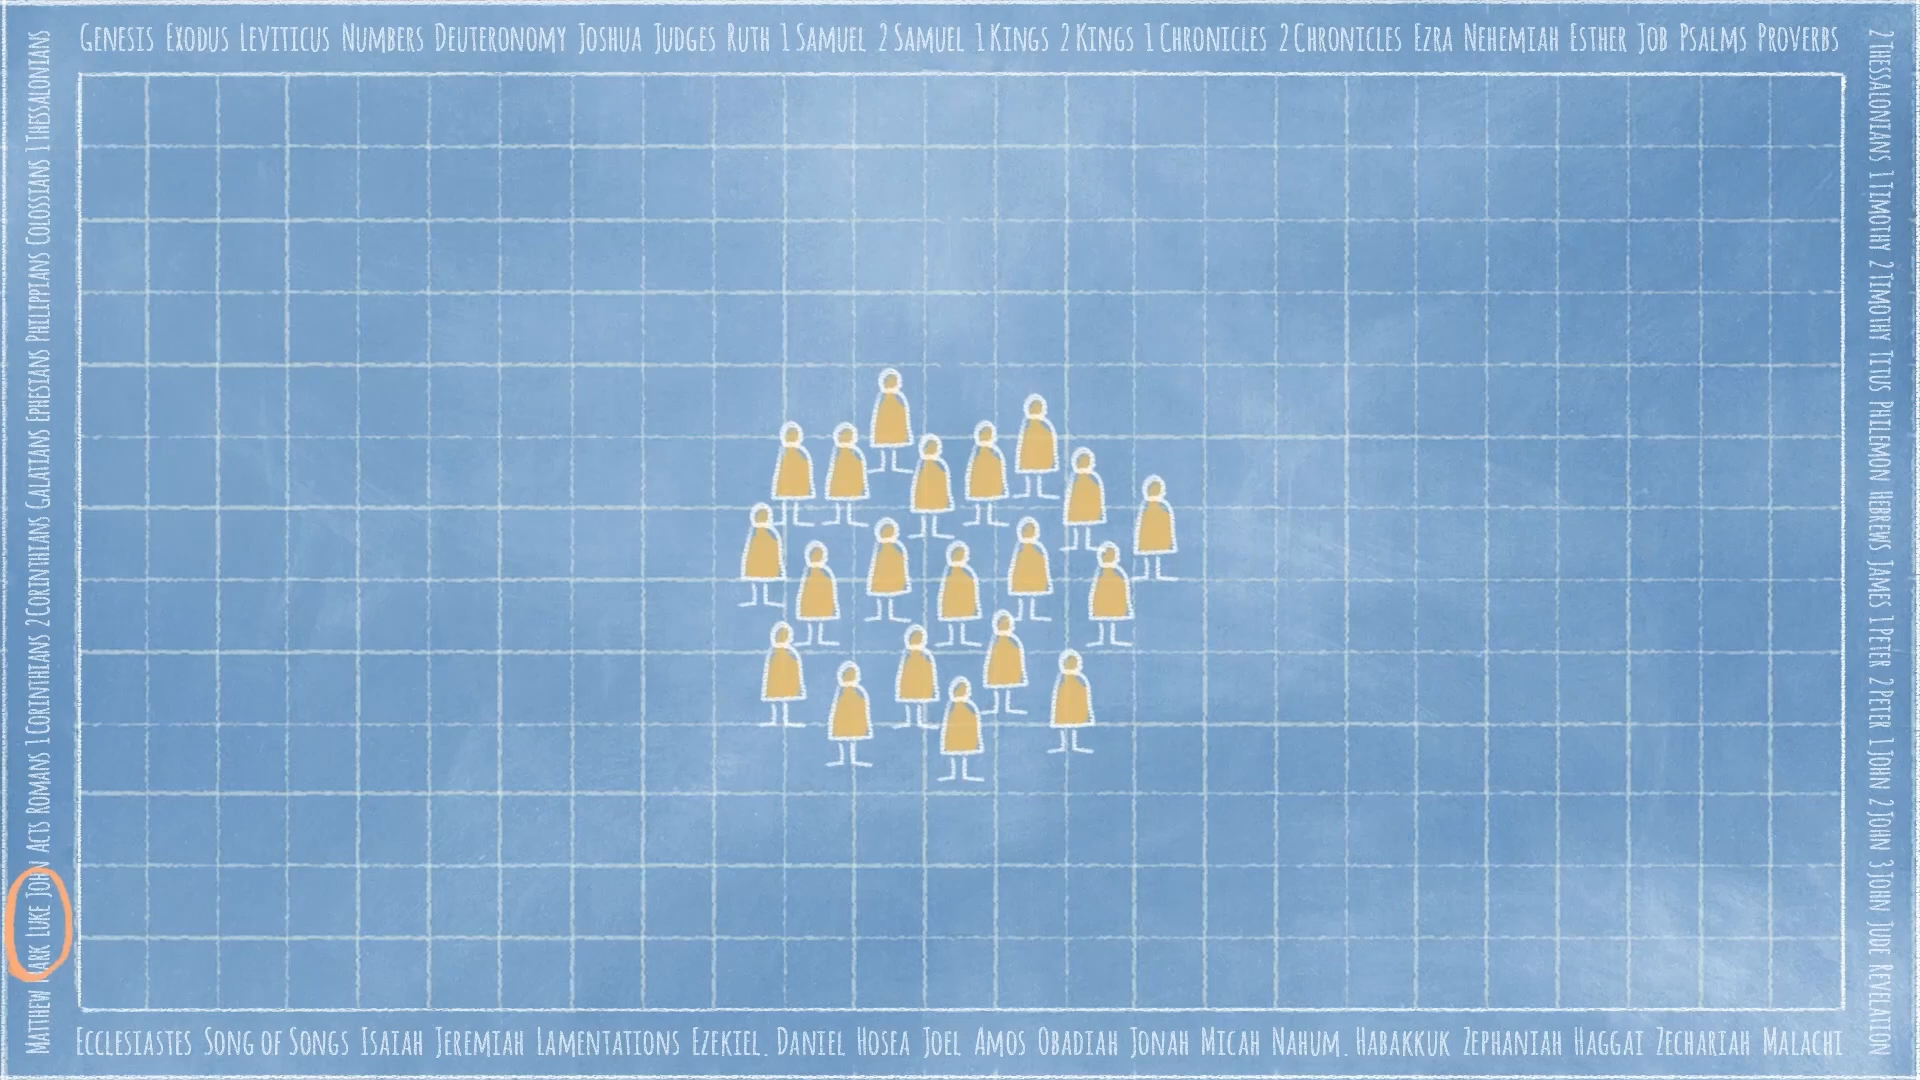 Genesis Exodus Leviticus Numbers Deuteronomy Joshua Judges Ruth 1 Samuel 2 Samuel 1 Kings 2 Kings 1 Chronicles 2 Chronicles Ezra Nehemiah Esther Job Psalms Proverbs
Ecclesiastes Song of Songs Isaiah Jeremiah Lamentations Ezekiel. Daniel Hosea Joel Amos Obadiah Jonah Micah Nahum. Habakkuk Zephaniah Haggai Zechariah Malachi
Matthew Mark Luke John Acts Romans 1 Corinthians 2 Corinthians Galatians Ephesians Philippians Colossians 1 Thessalonians
2 Thessalonians 1 Timothy 2 Timothy Titus Philemon Hebrews James 1 Peter 2 Peter 1 John 2 John 3 John Jude Revelation